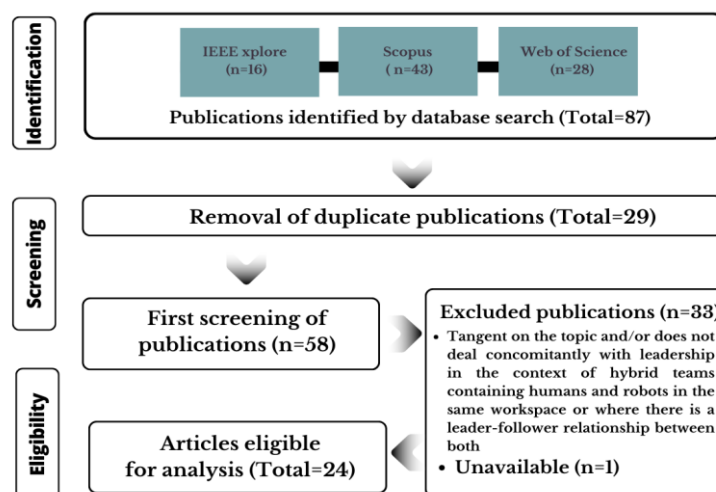 Identification
IEEE xplore
(n=16)
Scopus
( n=43)
Web of Science
(n=28)
Publications identified by database search (Total=87)
Screening
Removal of duplicate publications (Total=29)
First screening of
publications (n=58)
Excluded publications (n=33)
• Tangent on the topic and/or does not
deal concomitantly with leadership
in the context of hybrid teams
containing humans and robots in the
same workspace or where there is a
leader-follower relationship between
both
• Unavailable (n=1)
Eligibility
Articles eligible
for analysis (Total=24)